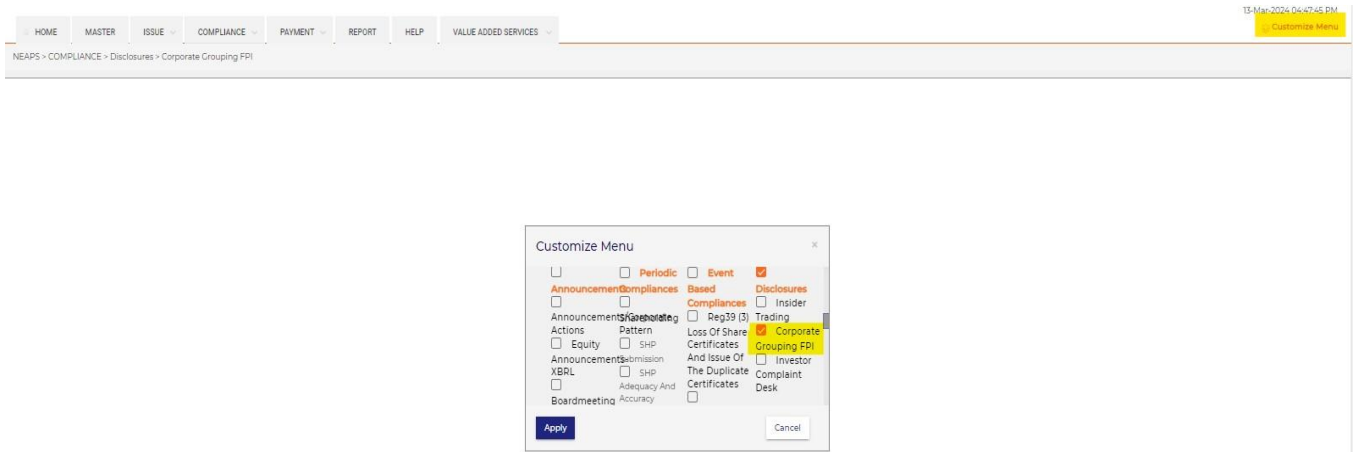 13-Mar-2024 04:47:45 PM
Customize Menu
HOME MASTER ISSUE COMPLIANCE PAYMENT REPORT HELP VALUE ADDED SERVICES
NEAPS > COMPLIANCE > Disclosures > Corporate Grouping FPI
Customize Menu ×
Announcements
Announcements/Corporate
Actions
Equity
Announcements
XBRL
Boardmeeting
Periodic
Compliances
Shareholding
Pattern
SHP
Submission
SHP
Adequacy And
Accuracy
Event
Based
Compliances
Reg39 (3)
Loss Of Share
Certificates
And Issue Of
The Duplicate
Certificates
Disclosures
Insider
Trading
Corporate
Grouping FPI
Investor
Complaint
Desk
Apply
Cancel